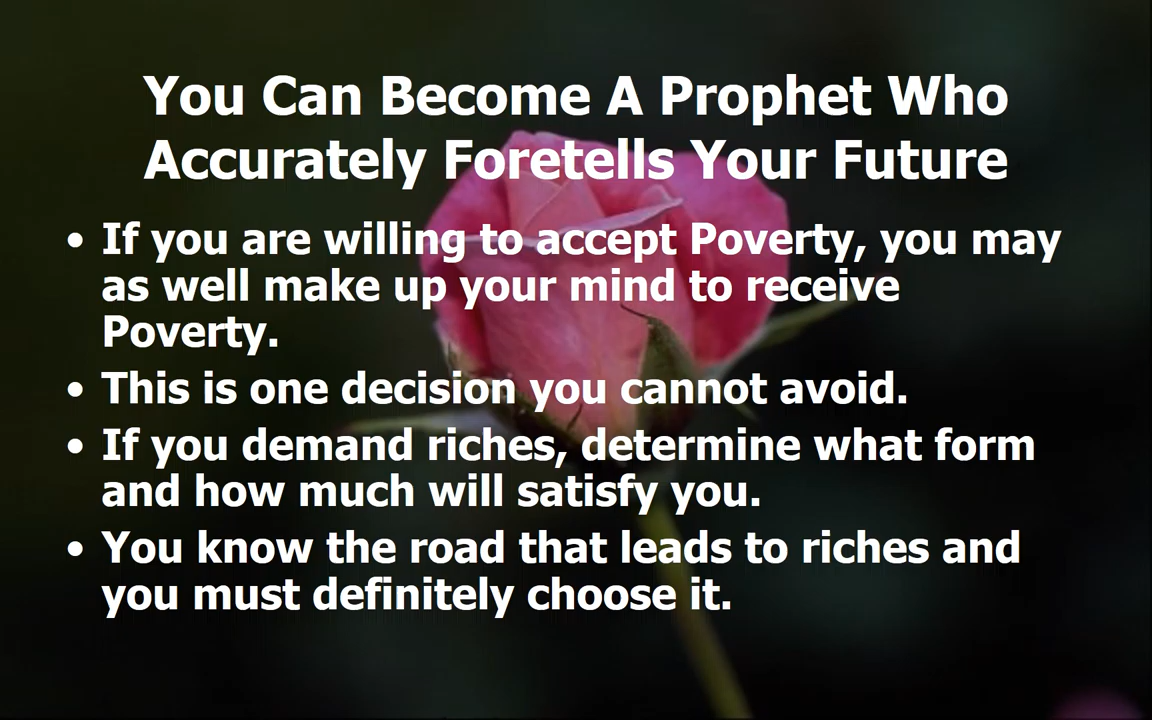 You Can Become A Prophet Who
Accurately Foretells Your Future
• If you are willing to accept Poverty, you may
as well make up your mind to receive
Poverty.
• This is one decision you cannot avoid.
• If you demand riches, determine what form
and how much will satisfy you.
• You know the road that leads to riches and
you must definitely choose it.